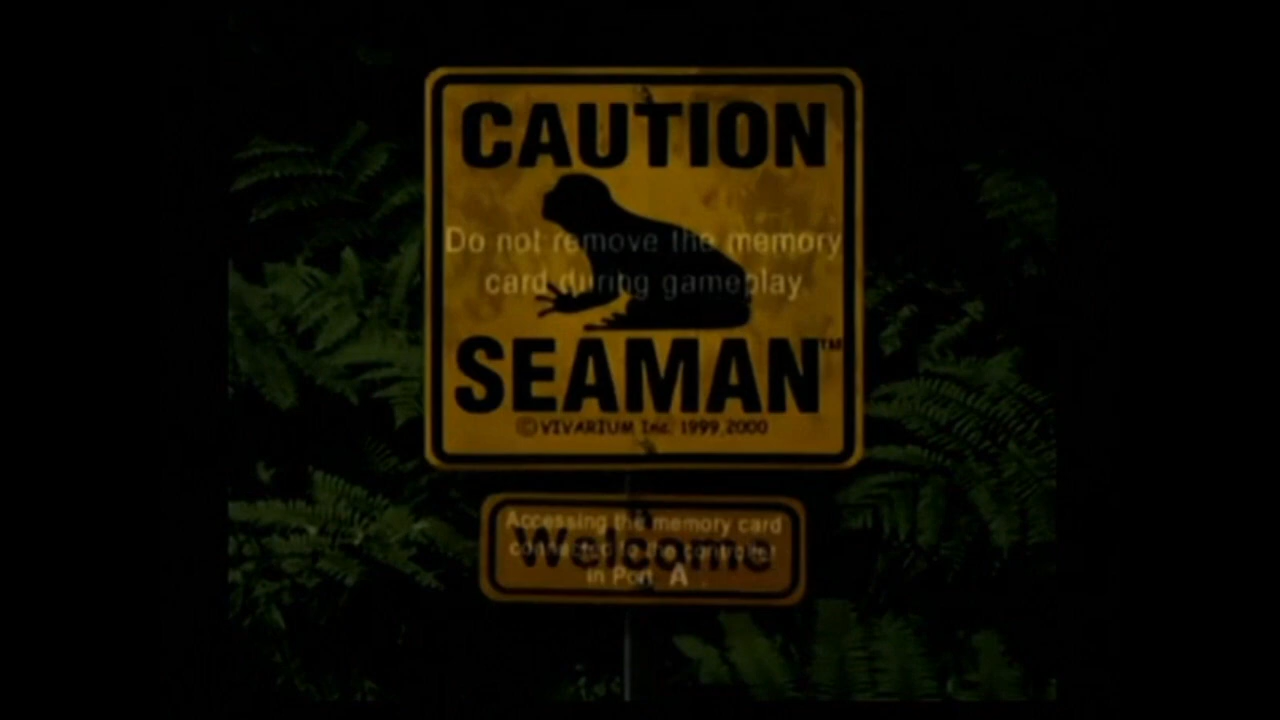 CAUTION
Do not remove the memory
card during gameplay
SEAMAN™
©VIVARIUM Inc. 1999,2000
Accessing the memory card
Welcome
connected to the controller
in Port A